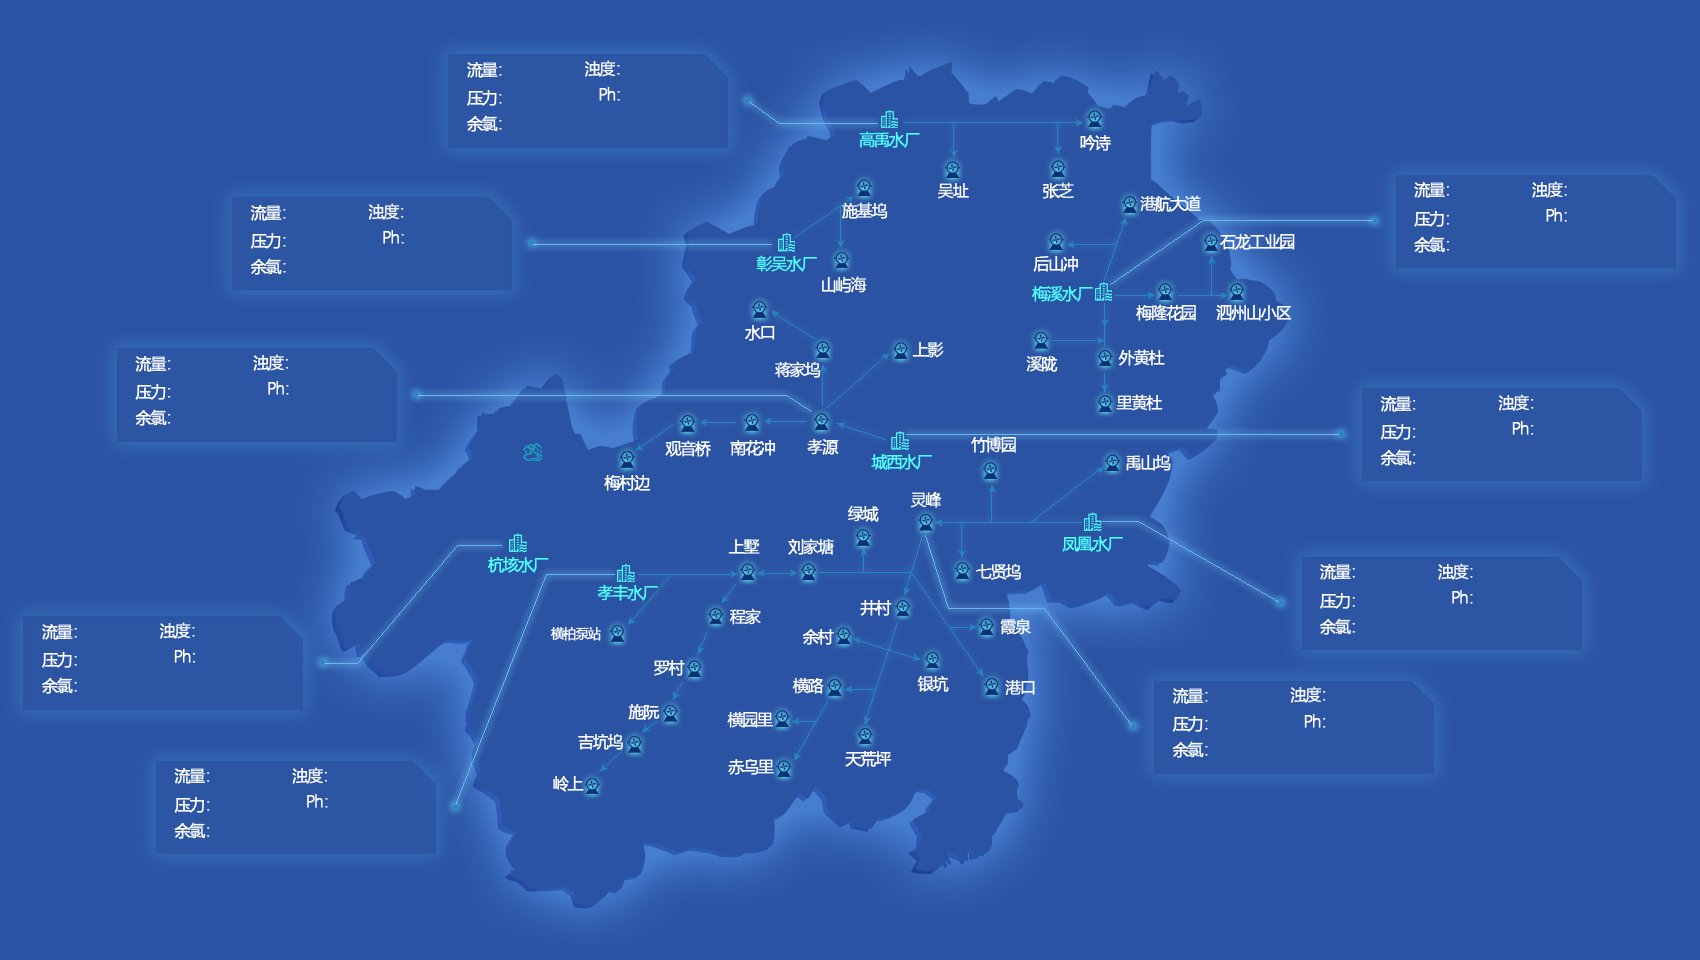 流量:
浊度:
压力:
Ph:
余氯:
高禹水厂
吟诗
吴址
张芝
流量:
浊度:
压力:
Ph:
余氯:
施基坞
彰吴水厂
山屿海
港航大道
后山冲
石龙工业园
流量:
浊度:
压力:
Ph:
余氯:
梅溪水厂
梅隆花园
泗州山小区
水口
蒋家坞
上影
溪陇
外黄杜
里黄杜
流量:
浊度:
压力:
Ph:
余氯:
观音桥
南花冲
孝源
梅村边
城西水厂
竹博园
禹山坞
流量:
浊度:
压力:
Ph:
余氯:
灵峰
绿城
凤凰水厂
七贤坞
上墅
刘家塘
杭垓水厂
孝丰水厂
横柏泵站
程家
井村
余村
霞泉
流量:
浊度:
压力:
Ph:
余氯:
流量:
浊度:
压力:
Ph:
余氯:
罗村
施阮
吉坑坞
岭上
横路
银坑
港口
横园里
赤乌里
天荒坪
流量:
浊度:
压力:
Ph:
余氯:
流量:
浊度:
压力:
Ph:
余氯: